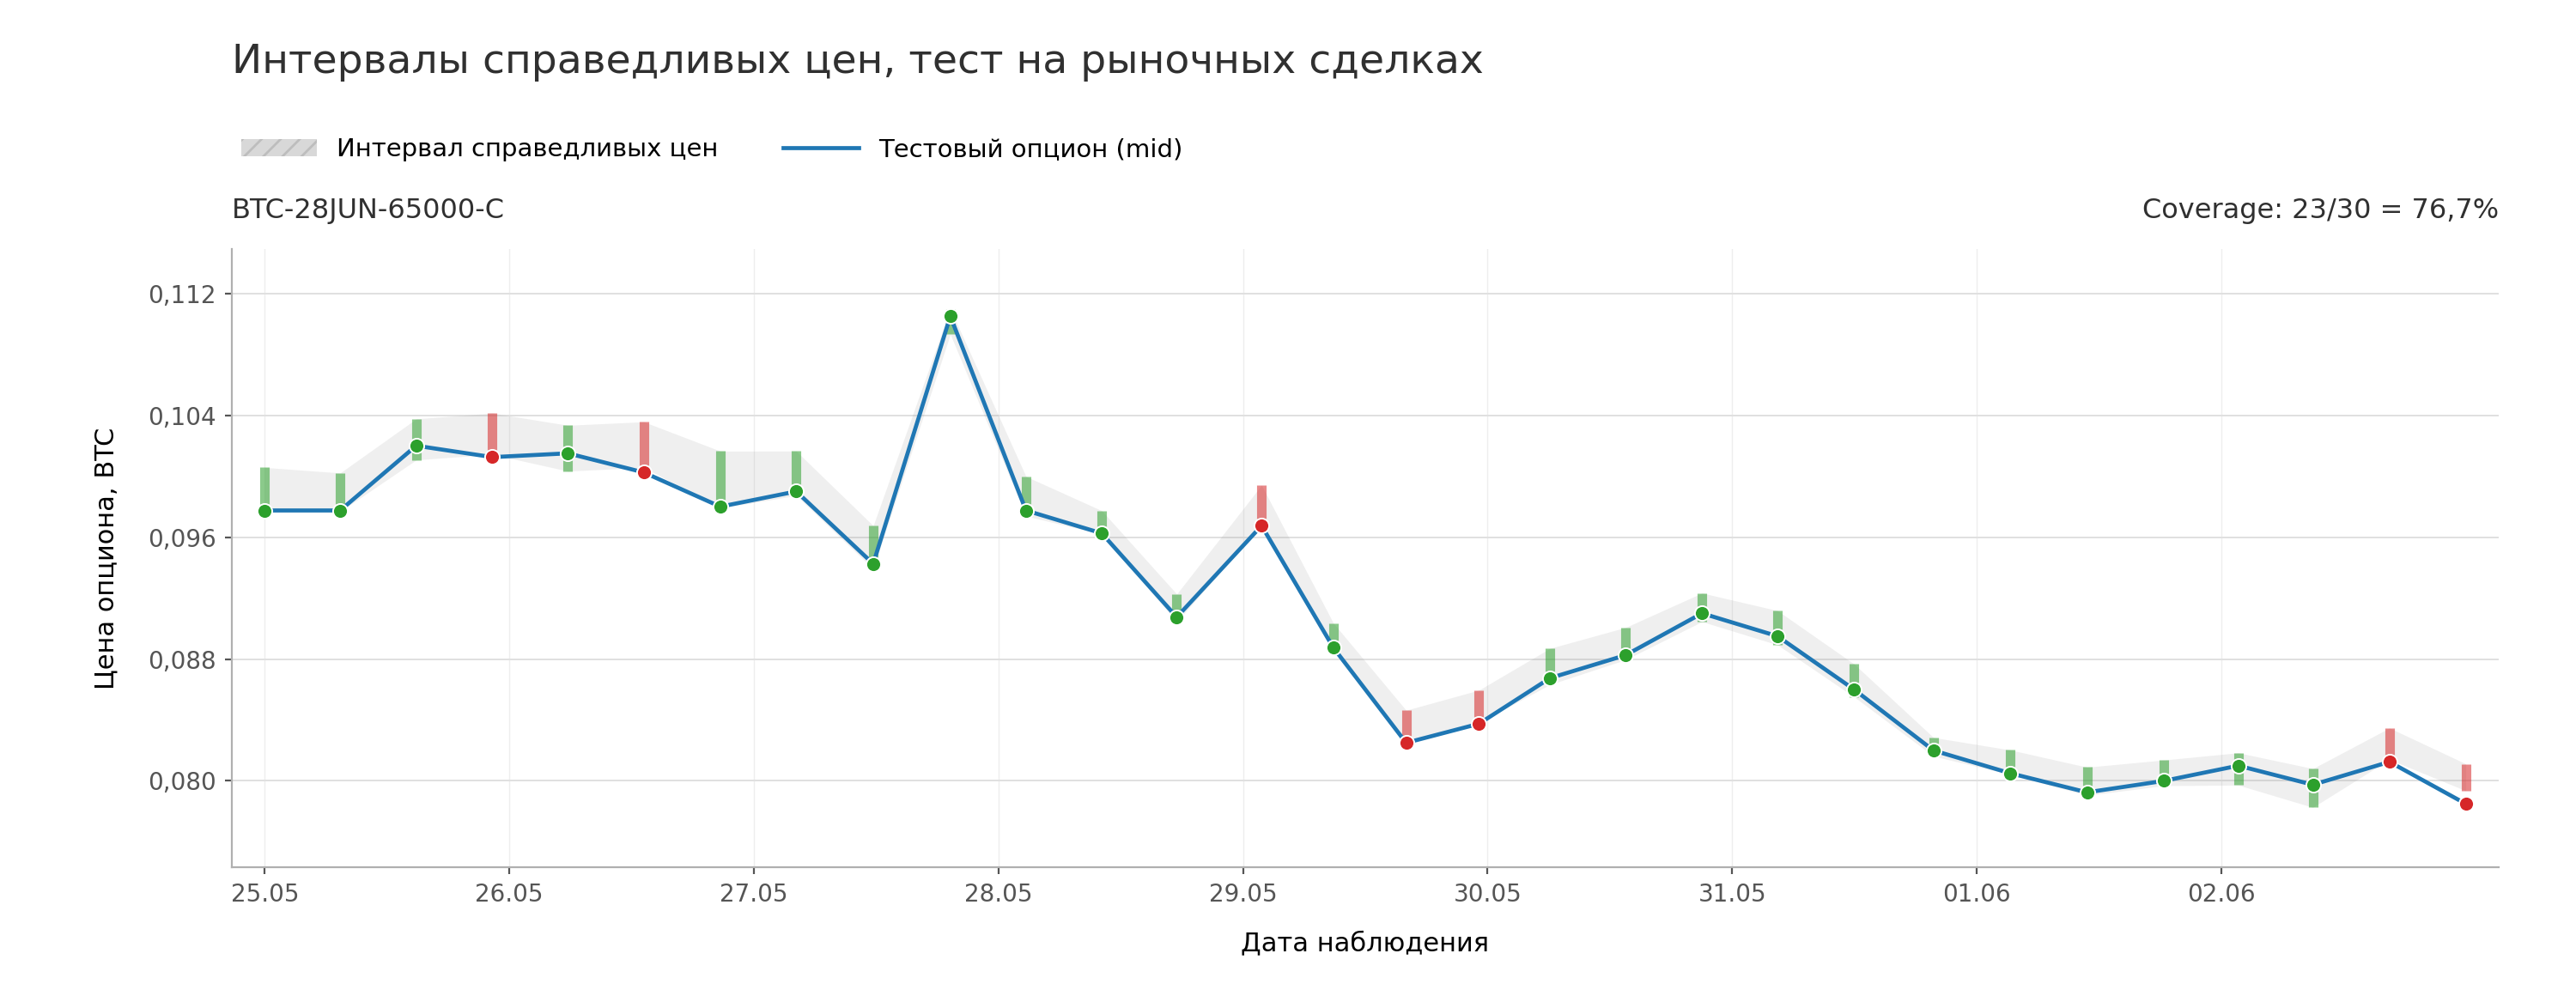 Интервалы справедливых цен, тест на рыночных сделках
Интервал справедливых цен
Тестовый опцион (mid)
BTC-28JUN-65000-C
Coverage: 23/30 = 76,7%
Цена опциона, BTC
0,112
0,104
0,096
0,088
0,080
25.05
26.05
27.05
28.05
29.05
30.05
31.05
01.06
02.06
Дата наблюдения